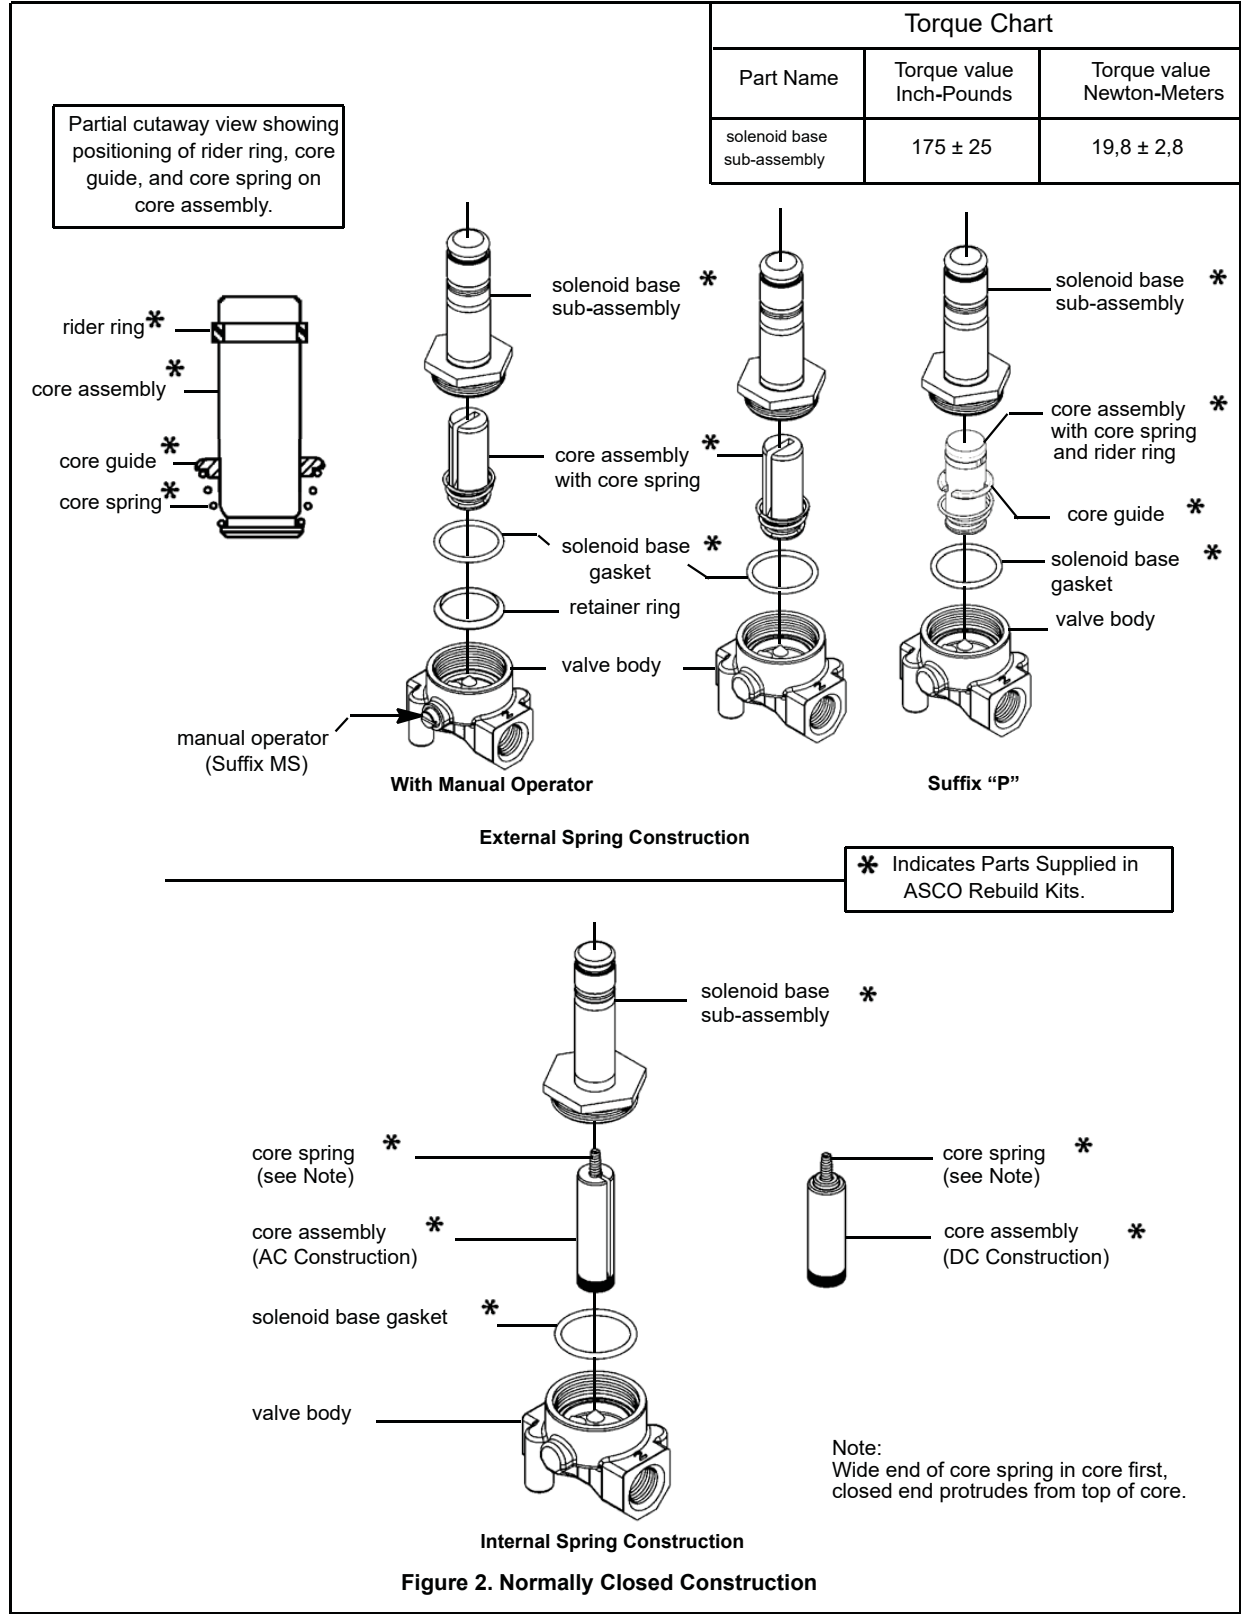 Torque Chart
Part Name
Torque value
Inch-Pounds
Torque value
Newton-Meters
solenoid base
sub-assembly
175 ± 25
19,8 ± 2,8
Partial cutaway view showing
positioning of rider ring, core
guide, and core spring on
core assembly.
rider ring*
core assembly*
core guide*
core spring*
solenoid base *
sub-assembly
core assembly *
with core spring
solenoid base *
gasket
retainer ring
valve body
manual operator
(Suffix MS)
2
2
With Manual Operator
solenoid base *
sub-assembly
core assembly *
with core spring
and rider ring
core guide *
solenoid base *
gasket
valve body
2
Suffix “P”
External Spring Construction
* Indicates Parts Supplied in
ASCO Rebuild Kits.
solenoid base *
sub-assembly
core spring *
(see Note)
core assembly *
(AC Construction)
solenoid base gasket *
valve body
2
core spring *
(see Note)
core assembly *
(DC Construction)
Note:
Wide end of core spring in core first,
closed end protrudes from top of core.
Internal Spring Construction
Figure 2. Normally Closed Construction